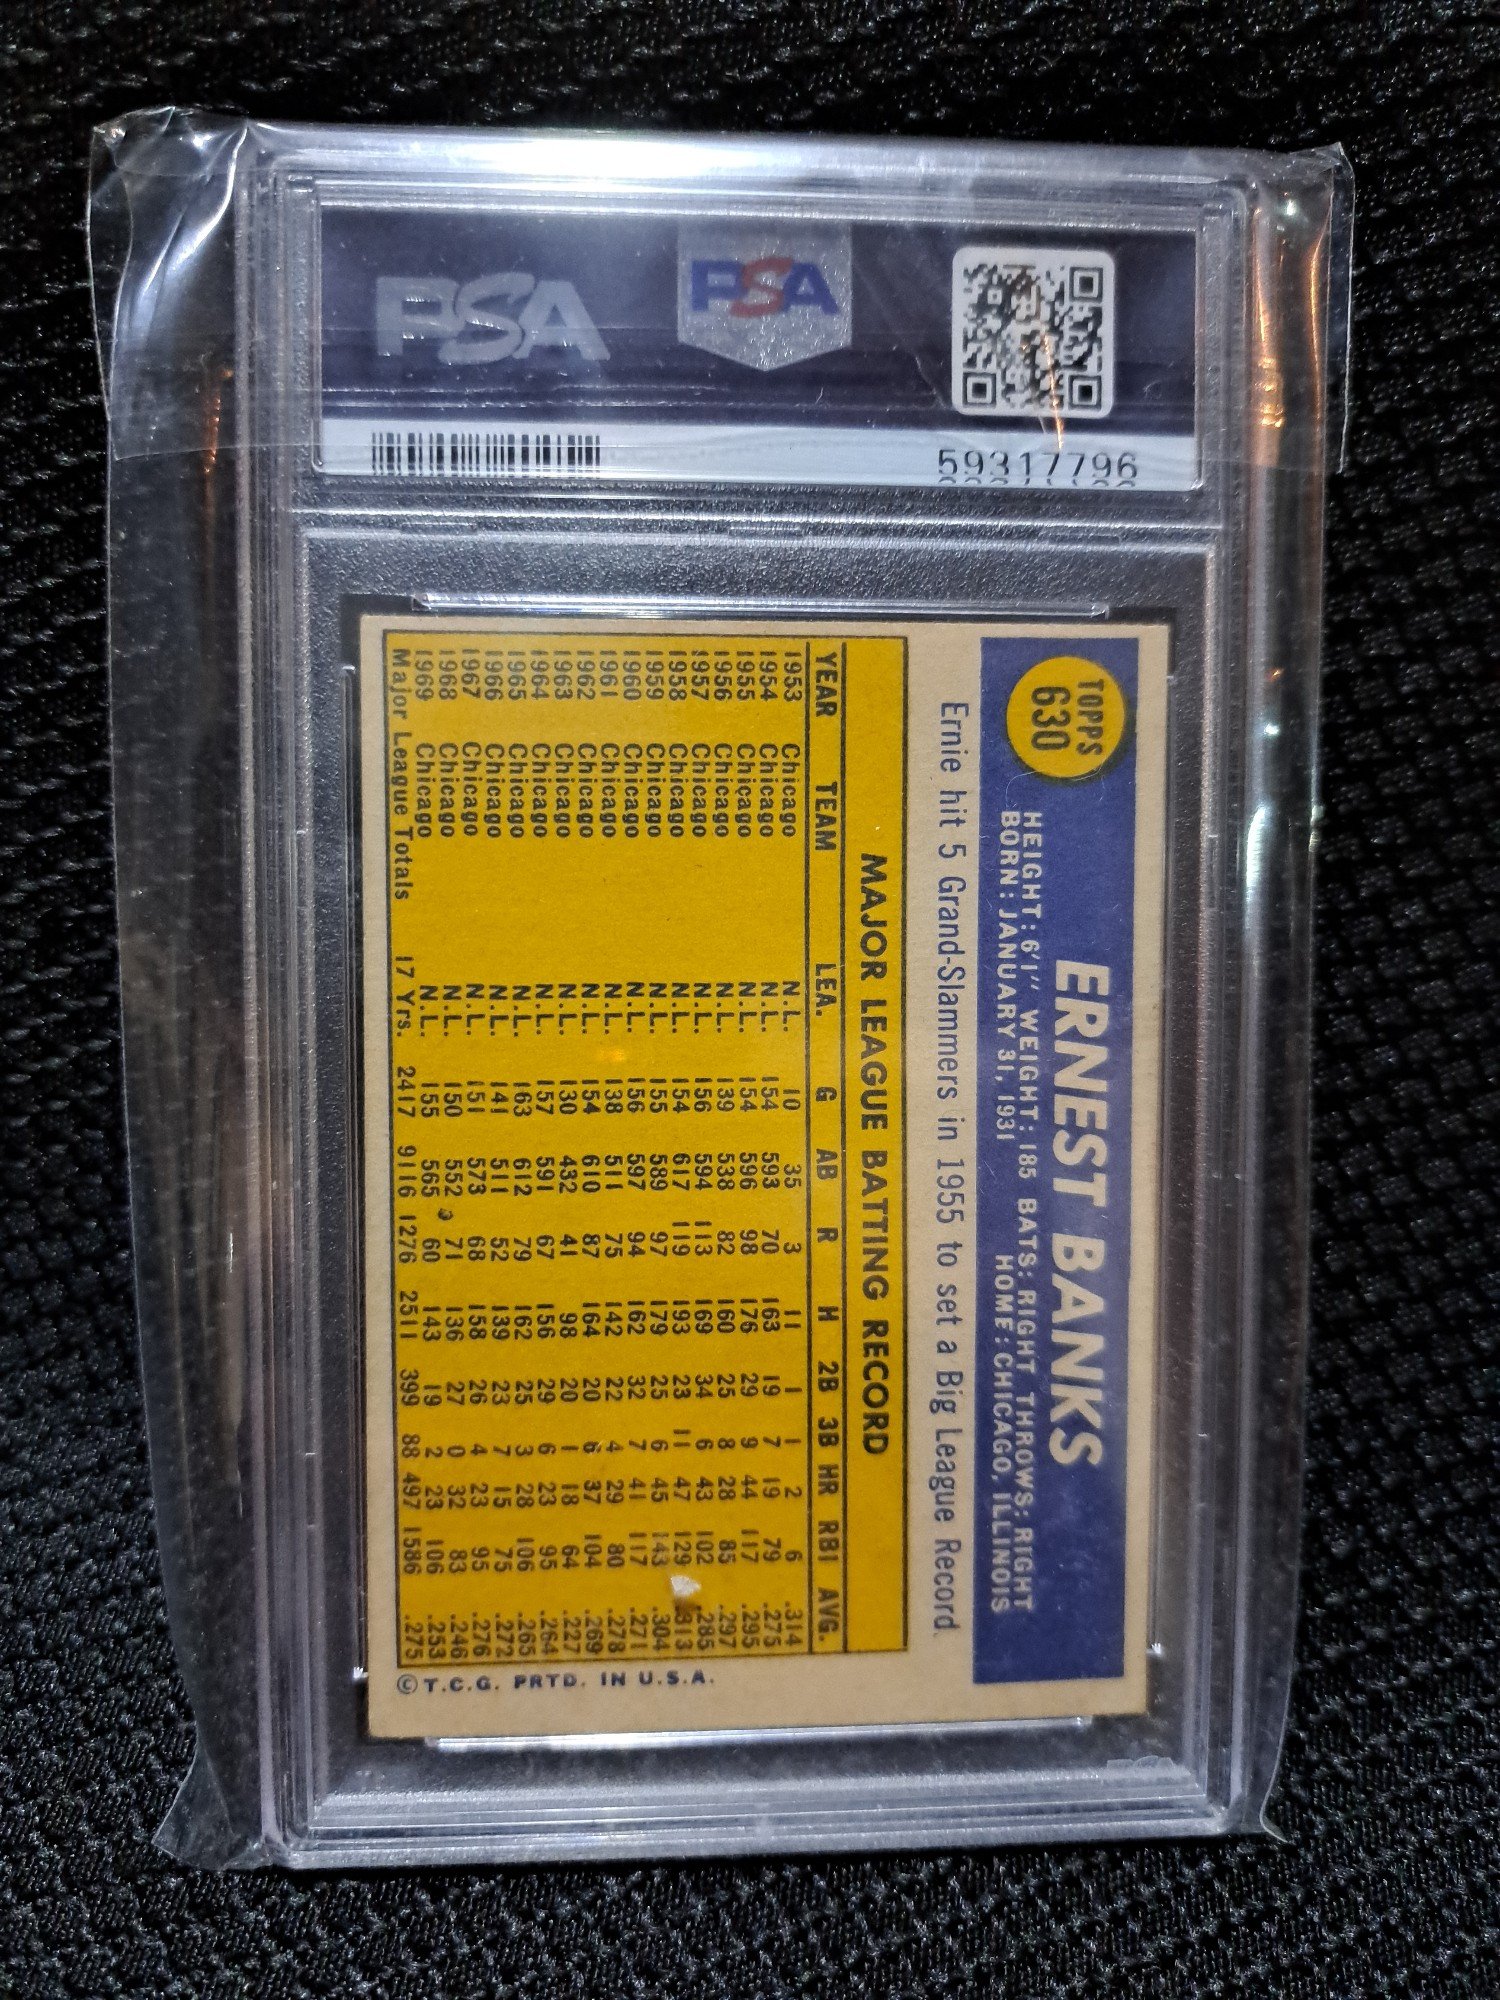 PSA
PSA
59317796
TOPPS
630
ERNEST BANKS
HEIGHT: 6'1" WEIGHT: 185 BATS: RIGHT THROWS: RIGHT
BORN: JANUARY 31, 1931 HOME: CHICAGO, ILLINOIS
Ernie hit 5 Grand-Slammers in 1955 to set a Big League Record.
MAJOR LEAGUE BATTING RECORD
YEAR TEAM LEA. G AB R H 2B 3B HR RBI AVG.
1953 Chicago N.L. 10 35 3 11 1 1 2 6 .314
1954 Chicago N.L. 154 593 70 163 19 7 19 79 .275
1955 Chicago N.L. 154 596 98 176 29 9 44 117 .295
1956 Chicago N.L. 139 538 82 160 25 8 28 85 .297
1957 Chicago N.L. 156 594 113 169 34 6 43 102 .285
1958 Chicago N.L. 154 617 119 193 23 11 47 129 .313
1959 Chicago N.L. 155 589 97 179 25 6 45 143 .304
1960 Chicago N.L. 156 597 94 162 32 7 41 117 .271
1961 Chicago N.L. 138 511 75 142 22 4 29 80 .278
1962 Chicago N.L. 154 610 87 164 20 6 37 104 .269
1963 Chicago N.L. 130 432 41 98 20 1 18 64 .227
1964 Chicago N.L. 157 591 67 156 29 6 23 95 .264
1965 Chicago N.L. 163 612 79 162 25 3 28 106 .265
1966 Chicago N.L. 141 511 52 139 23 7 15 75 .272
1967 Chicago N.L. 151 573 68 158 26 4 23 95 .276
1968 Chicago N.L. 150 552 71 136 27 0 32 83 .246
1969 Chicago N.L. 155 565 60 143 19 2 23 106 .253
Major League Totals 17 Yrs. 2417 9116 1276 2511 399 88 497 1586 .275
©T.C.G. PRTD. IN U.S.A.